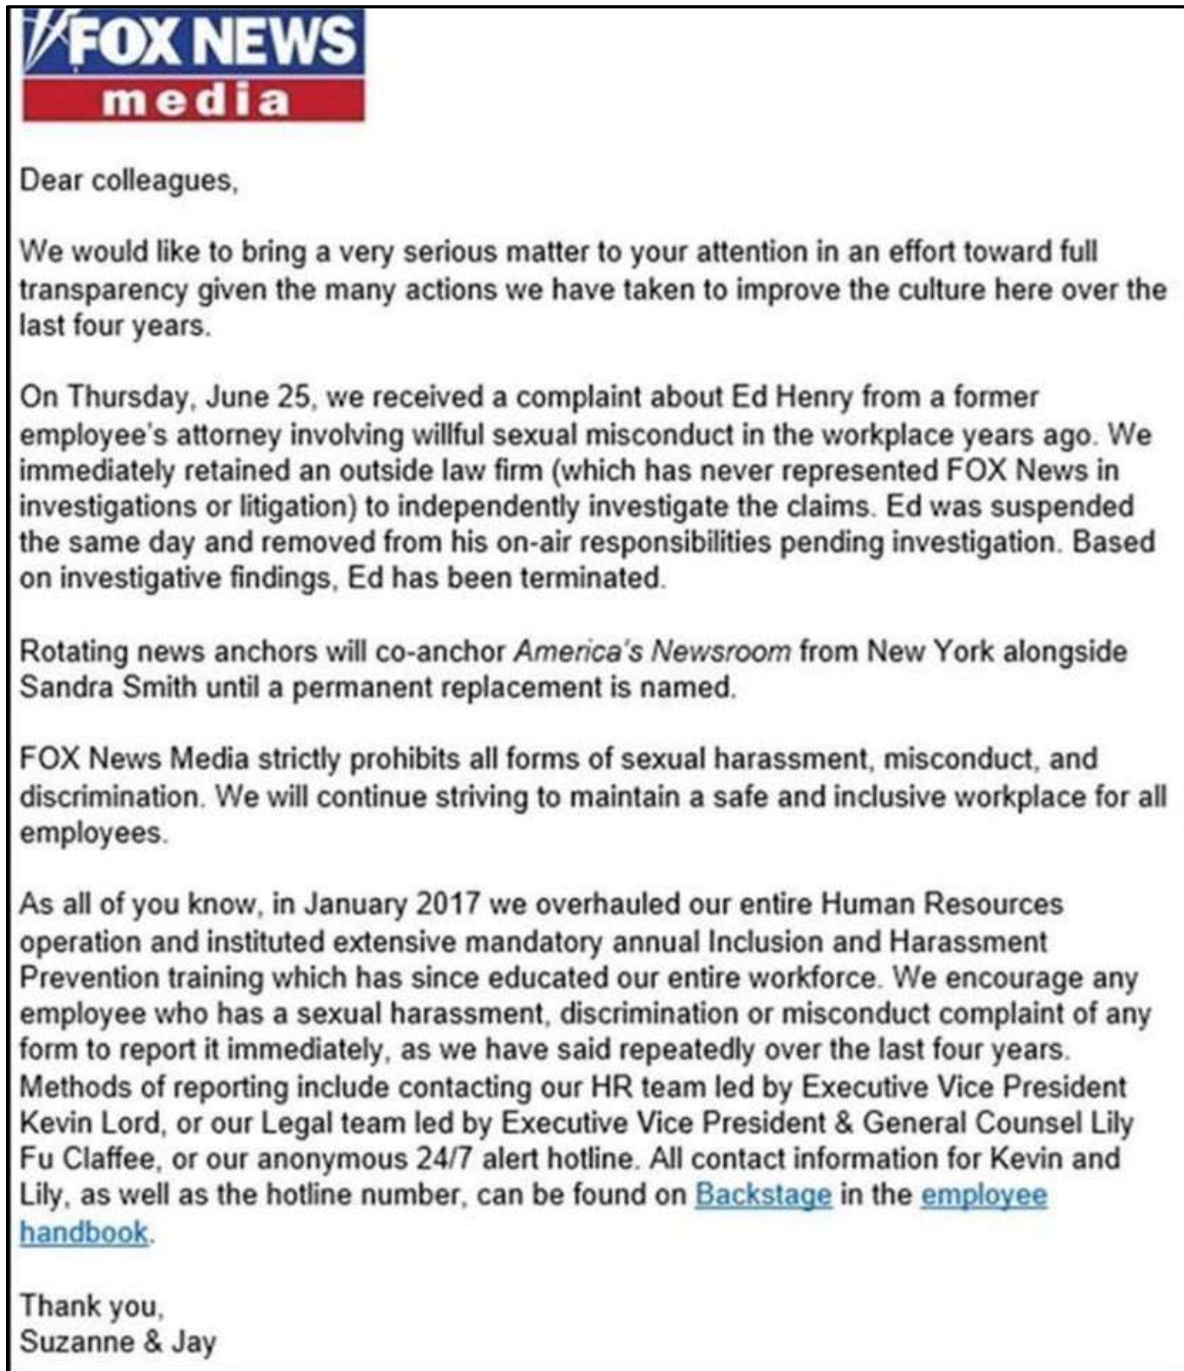 FOX NEWS
media
Dear colleagues,
We would like to bring a very serious matter to your attention in an effort toward full
transparency given the many actions we have taken to improve the culture here over the
last four years.
On Thursday, June 25, we received a complaint about Ed Henry from a former
employee's attorney involving willful sexual misconduct in the workplace years ago. We
immediately retained an outside law firm (which has never represented FOX News in
investigations or litigation) to independently investigate the claims. Ed was suspended
the same day and removed from his on-air responsibilities pending investigation. Based
on investigative findings, Ed has been terminated.
Rotating news anchors will co-anchor America's Newsroom from New York alongside
Sandra Smith until a permanent replacement is named.
FOX News Media strictly prohibits all forms of sexual harassment, misconduct, and
discrimination. We will continue striving to maintain a safe and inclusive workplace for all
employees.
As all of you know, in January 2017 we overhauled our entire Human Resources
operation and instituted extensive mandatory annual Inclusion and Harassment
Prevention training which has since educated our entire workforce. We encourage any
employee who has a sexual harassment, discrimination or misconduct complaint of any
form to report it immediately, as we have said repeatedly over the last four years.
Methods of reporting include contacting our HR team led by Executive Vice President
Kevin Lord, or our Legal team led by Executive Vice President & General Counsel Lily
Fu Claffee, or our anonymous 24/7 alert hotline. All contact information for Kevin and
Lily, as well as the hotline number, can be found on Backstage in the employee
handbook.
Thank you,
Suzanne & Jay